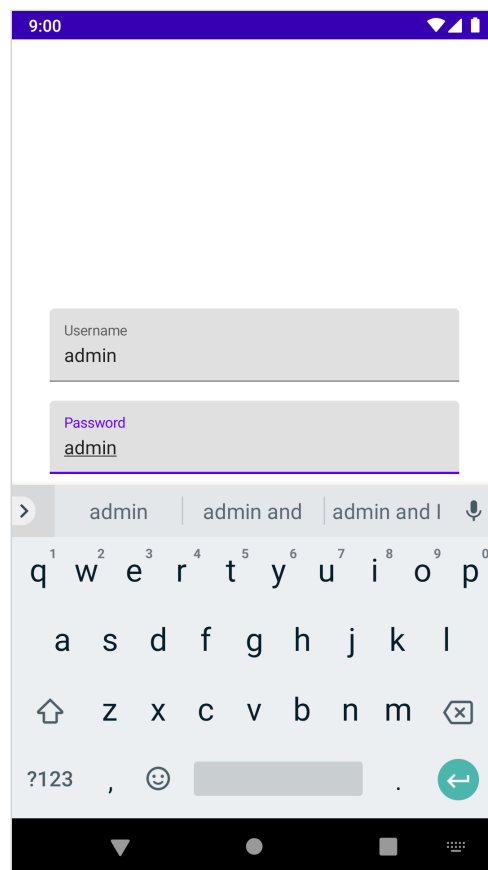 9:00
Username
admin
Password
admin
admin admin and admin and I
1 2 3 4 5 6 7 8 9 0
q w e r t y u i o p
a s d f g h j k l
z x c v b n m
?123 , .